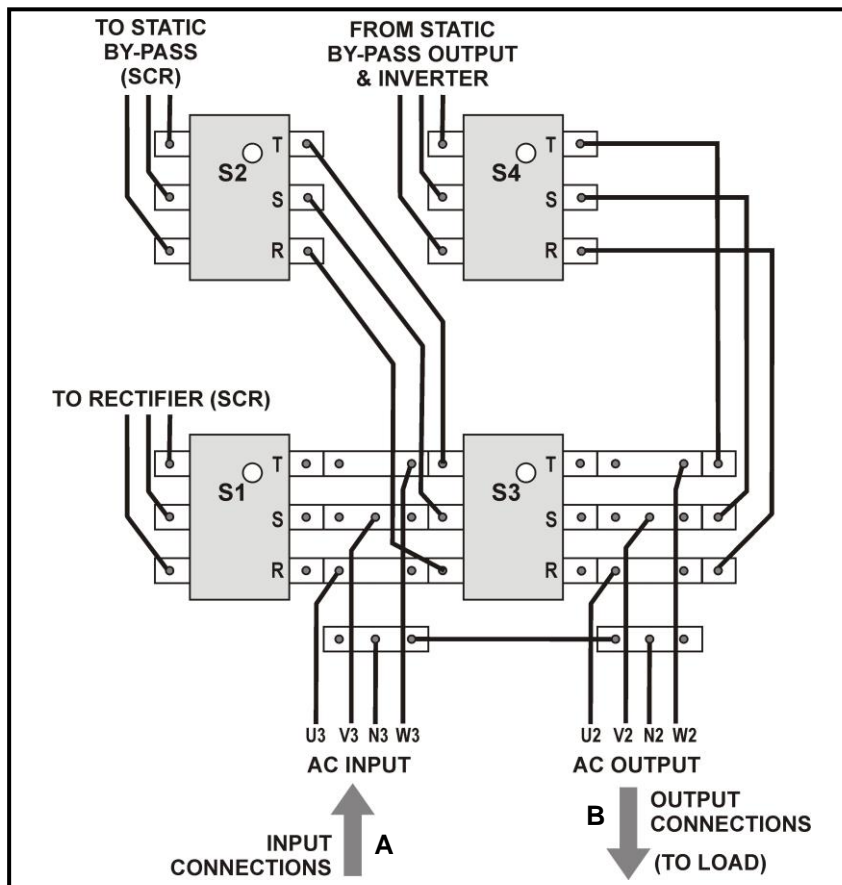 TO STATIC
BY-PASS
(SCR)
FROM STATIC
BY-PASS OUTPUT
& INVERTER
T
S2
S
R
T
S4
S
R
TO RECTIFIER (SCR)
T
S1
S
R
T
S3
S
R
U3 V3 N3 W3
AC INPUT
U2 V2 N2 W2
AC OUTPUT
INPUT
CONNECTIONS
A
B
OUTPUT
CONNECTIONS
(TO LOAD)